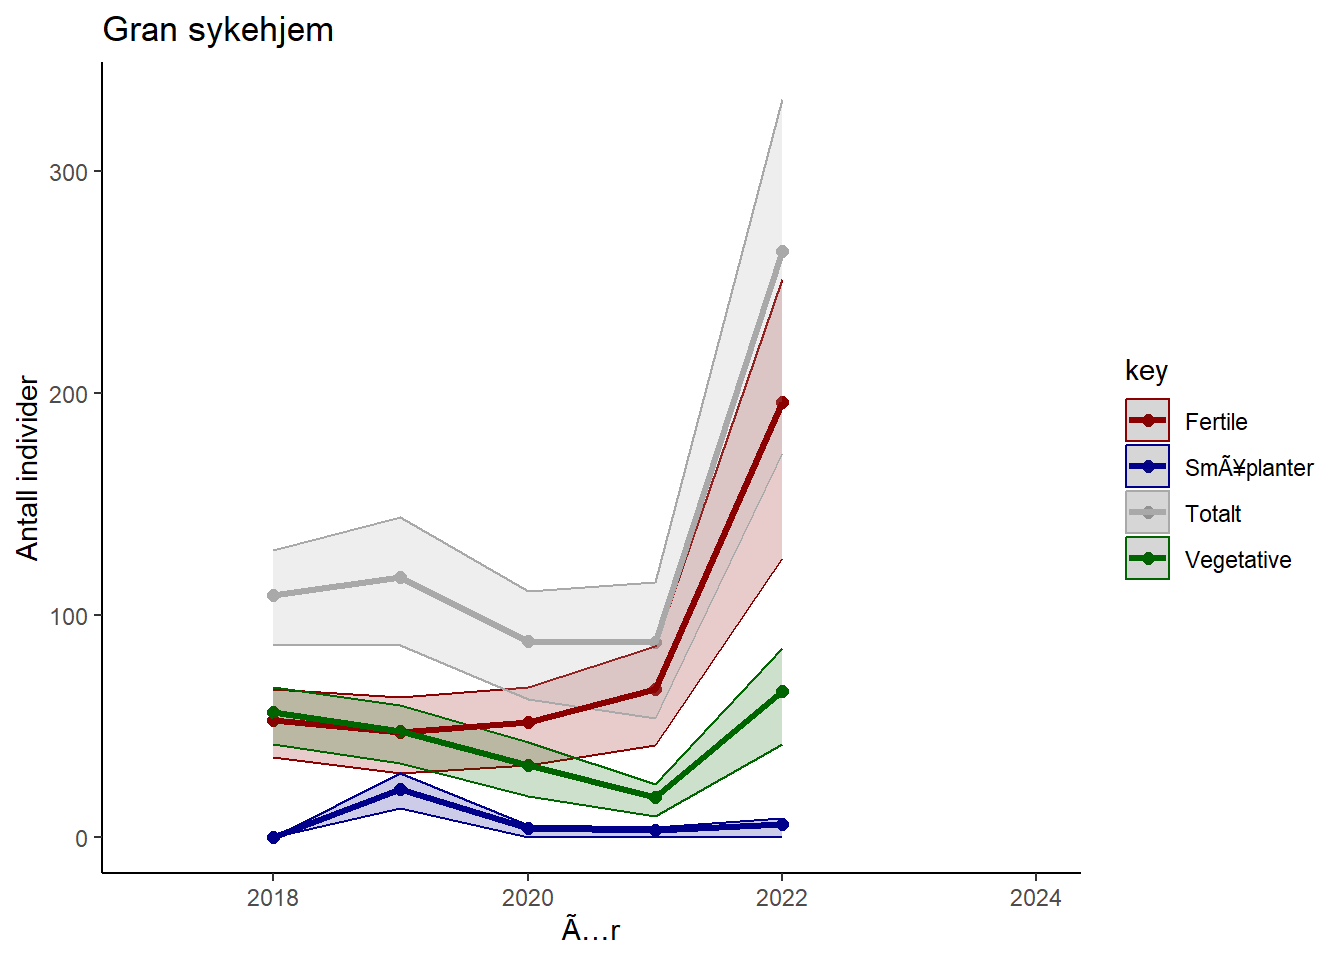 Gran sykehjem
Antall individer
300
200
100
0
2018
2020
2022
2024
Ã…r
key
Fertile
SmÃ¥planter
Totalt
Vegetative